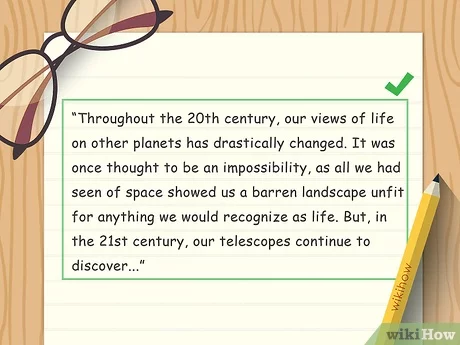 “Throughout the 20th century, our views of life
on other planets has drastically changed. It was
once thought to be an impossibility, as all we had
seen of space showed us a barren landscape unfit
for anything we would recognize as life. But, in
the 21st century, our telescopes continue to
discover...”
wikihow
wikiHow